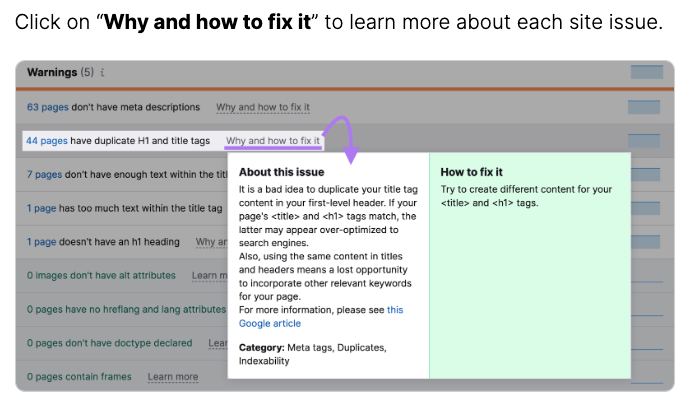 Click on “Why and how to fix it” to learn more about each site issue.
Warnings (5) i
63 pages don't have meta descriptions Why and how to fix it
44 pages have duplicate H1 and title tags Why and how to fix it
7 pages don't have enough text within the titl
1 page has too much text within the title tag
1 page doesn't have an h1 heading Why an
0 images don't have alt attributes Learn m
0 pages have no hreflang and lang attributes
0 pages don't have doctype declared Lear
0 pages contain frames Learn more
About this issue
It is a bad idea to duplicate your title tag
content in your first-level header. If your
page's <title> and <h1> tags match, the
latter may appear over-optimized to
search engines.
Also, using the same content in titles
and headers means a lost opportunity
to incorporate other relevant keywords
for your page.
For more information, please see this
Google article
Category: Meta tags, Duplicates,
Indexability
How to fix it
Try to create different content for your
<title> and <h1> tags.